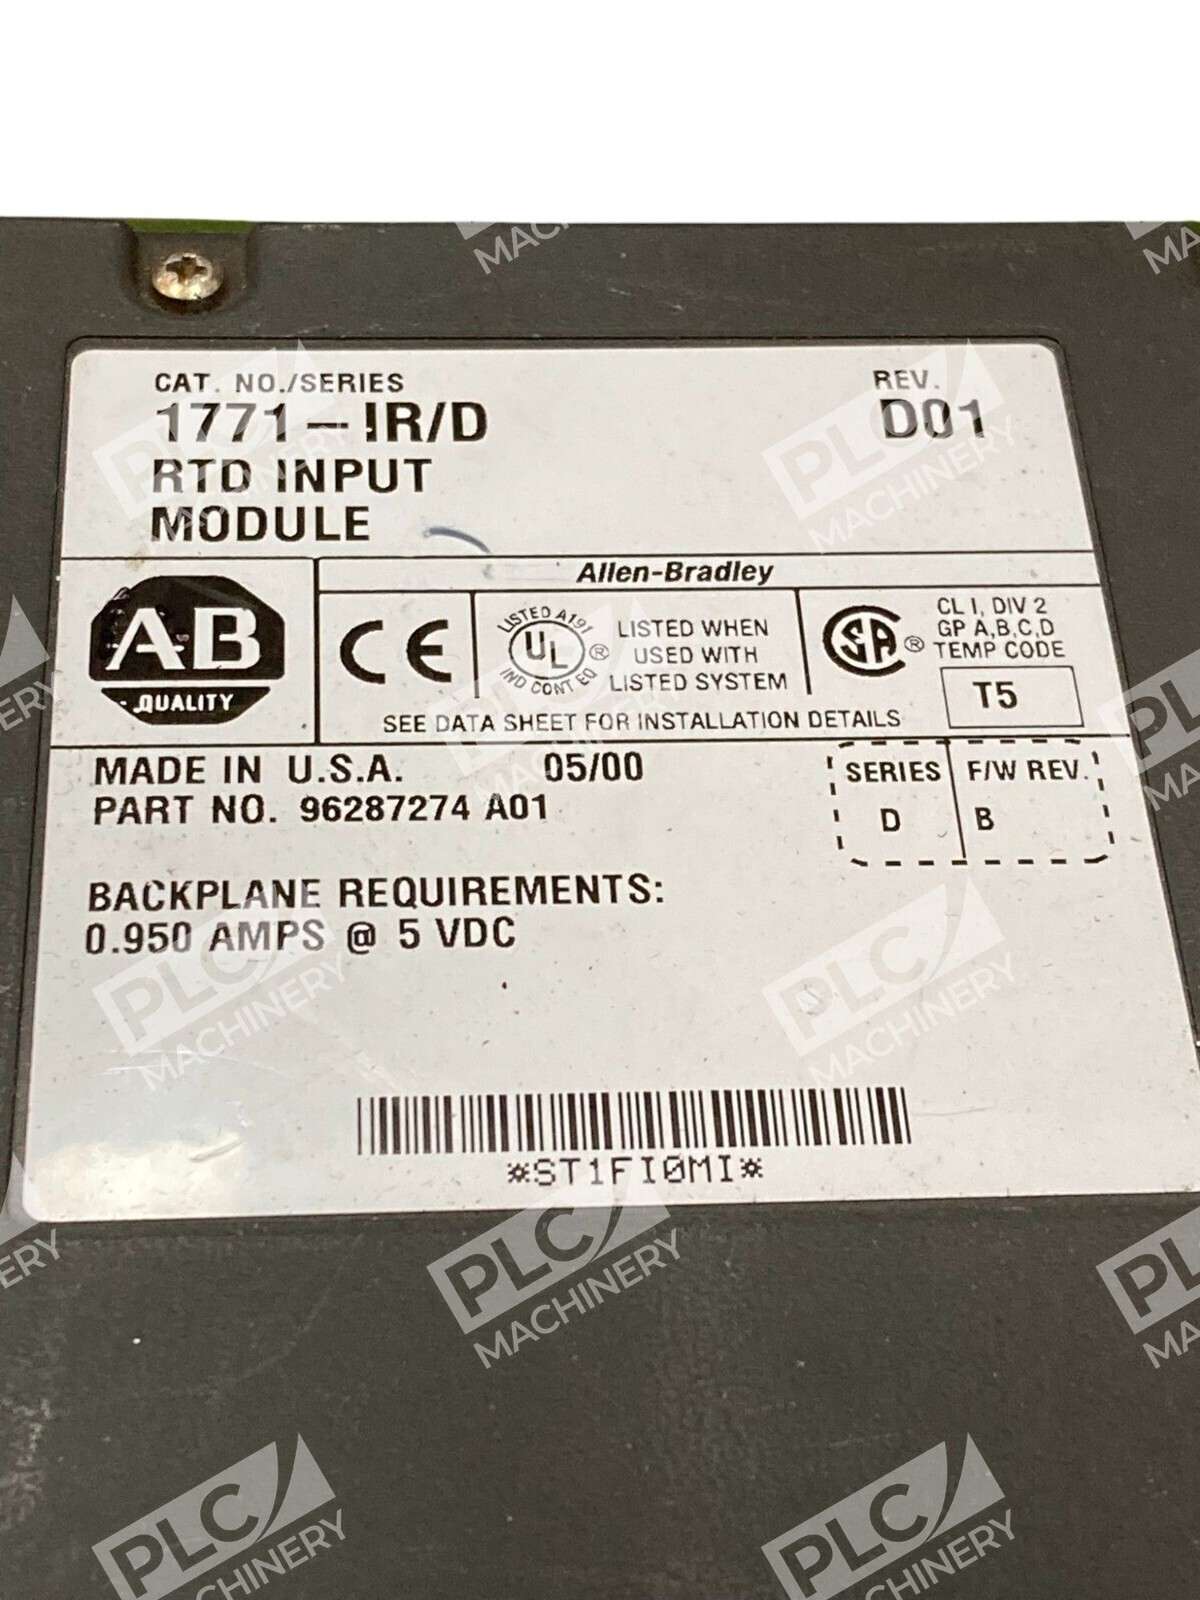 CAT. NO./SERIES
REV.
1771-IR/D
D01
RTD INPUT
MODULE
Allen-Bradley
A-B
QUALITY
CE
LISTED A191
UL
®
IND CONT EQ
LISTED WHEN
USED WITH
LISTED SYSTEM
SA
®
CL I, DIV 2
GP A,B,C,D
TEMP CODE
T5
SEE DATA SHEET FOR INSTALLATION DETAILS
MADE IN U.S.A. 05/00
PART NO. 96287274 A01
SERIES F/W REV.
D B
BACKPLANE REQUIREMENTS:
0.950 AMPS @ 5 VDC
*ST1FI0MI*
PLC
MACHINERY